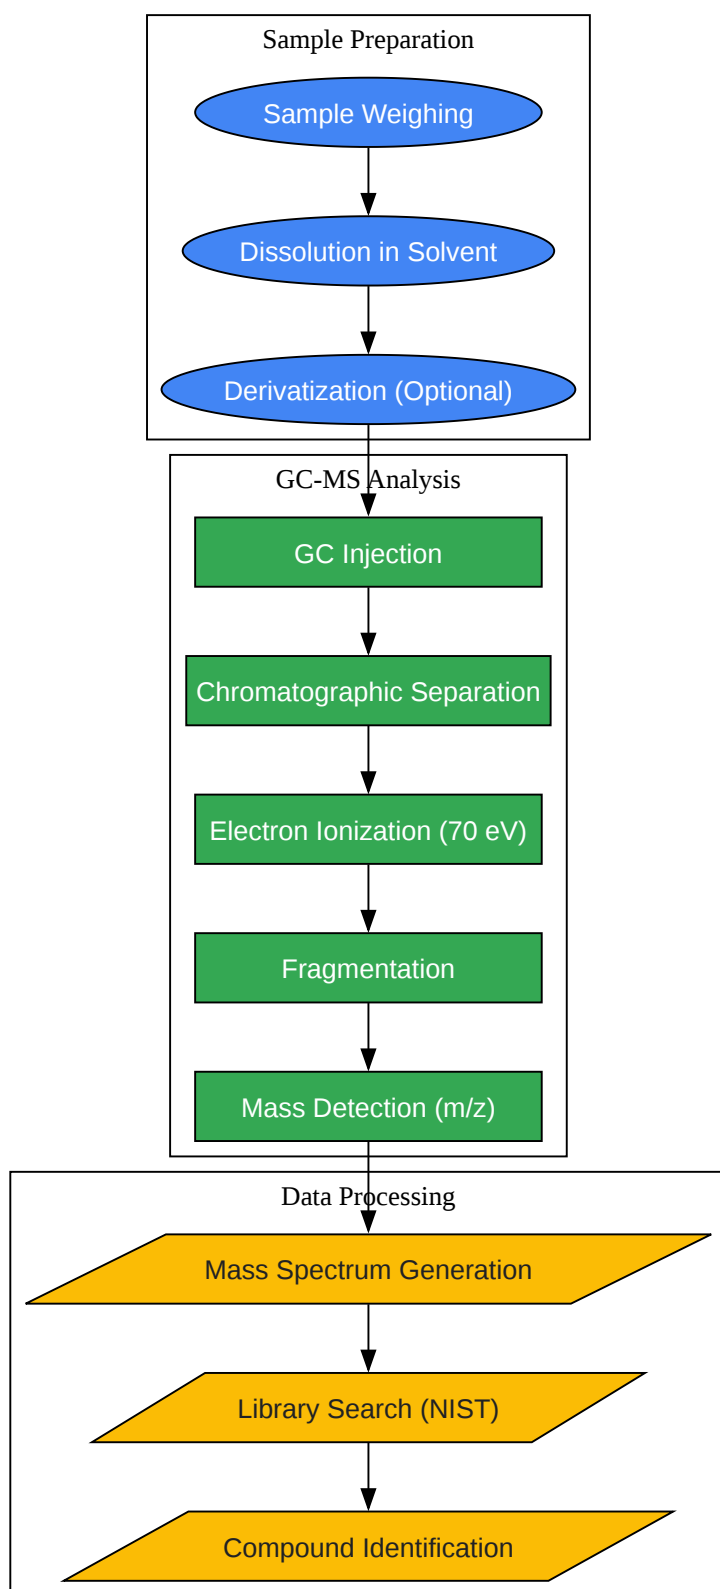 Sample Preparation
Sample Weighing
Dissolution in Solvent
Derivatization (Optional)
GC-MS Analysis
GC Injection
Chromatographic Separation
Electron Ionization (70 eV)
Fragmentation
Mass Detection (m/z)
Data Processing
Mass Spectrum Generation
Library Search (NIST)
Compound Identification